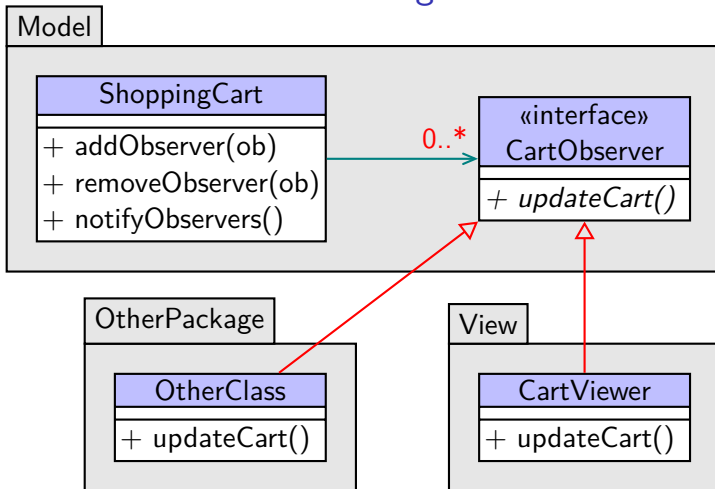 Model
ShoppingCart
+ addObserver(ob)
+ removeObserver(ob)
+ notifyObservers()
0..*
«interface»
CartObserver
+ updateCart()
OtherPackage
OtherClass
+ updateCart()
View
CartViewer
+ updateCart()